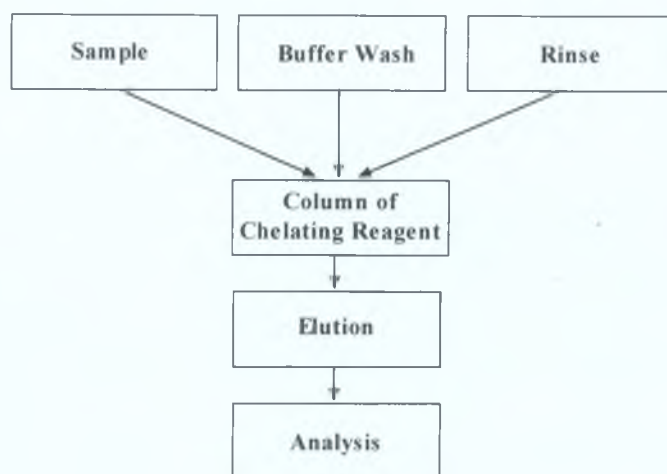 Sample
Buffer Wash
Rinse
Column of
Chelating Reagent
Elution
Analysis